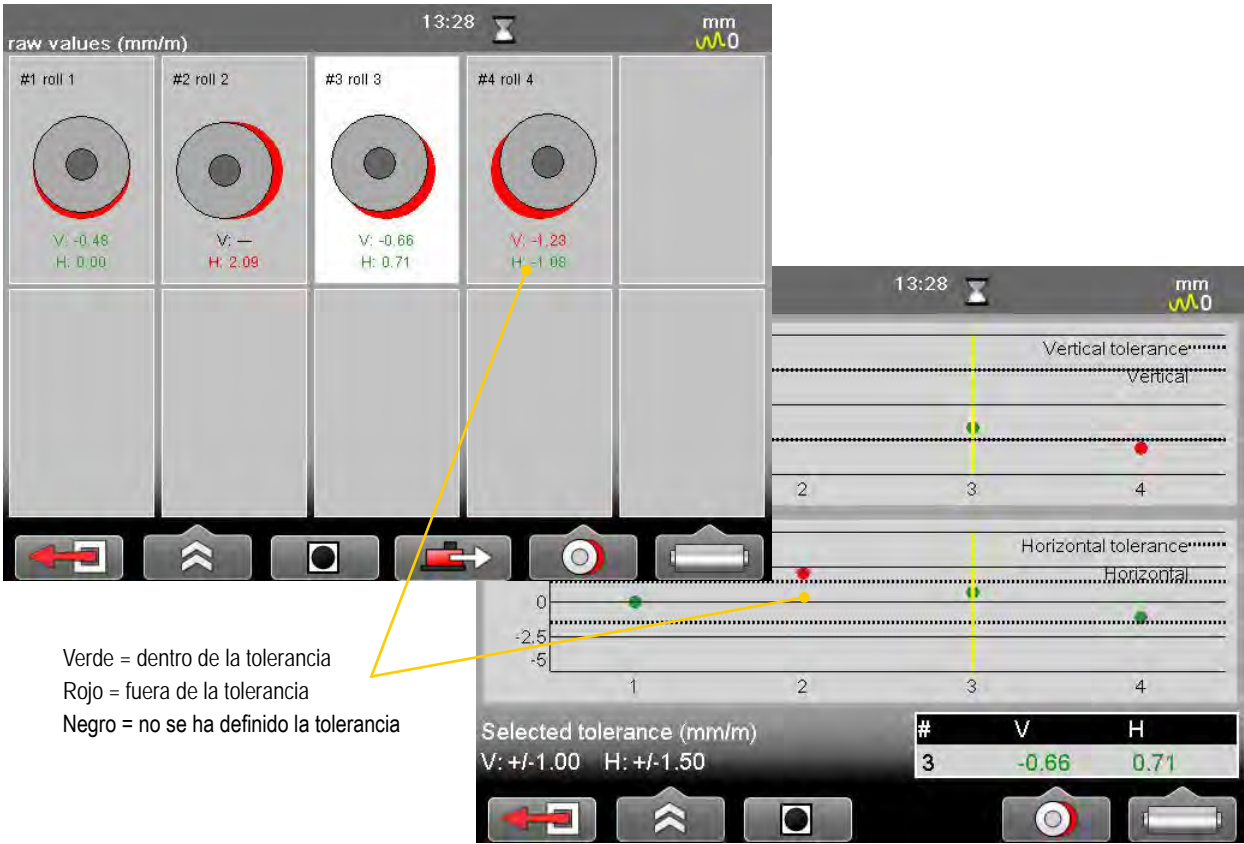 13:28
mm
0
raw values (mm/m)
#1 roll 1
#2 roll 2
#3 roll 3
#4 roll 4
V: -0.48
H: 0.00
V: —
H: 2.09
V: -0.66
H: 0.71
V: -1.23
H: -1.08
13:28
mm
0
Vertical tolerance
Vertical
2 3 4
Horizontal tolerance
Horizontal
0
-2.5
-5
1 2 3 4
Verde = dentro de la tolerancia
Rojo = fuera de la tolerancia
Negro = no se ha definido la tolerancia
Selected tolerance (mm/m)
V: +/-1.00 H: +/-1.50
# V H
3 -0.66 0.71